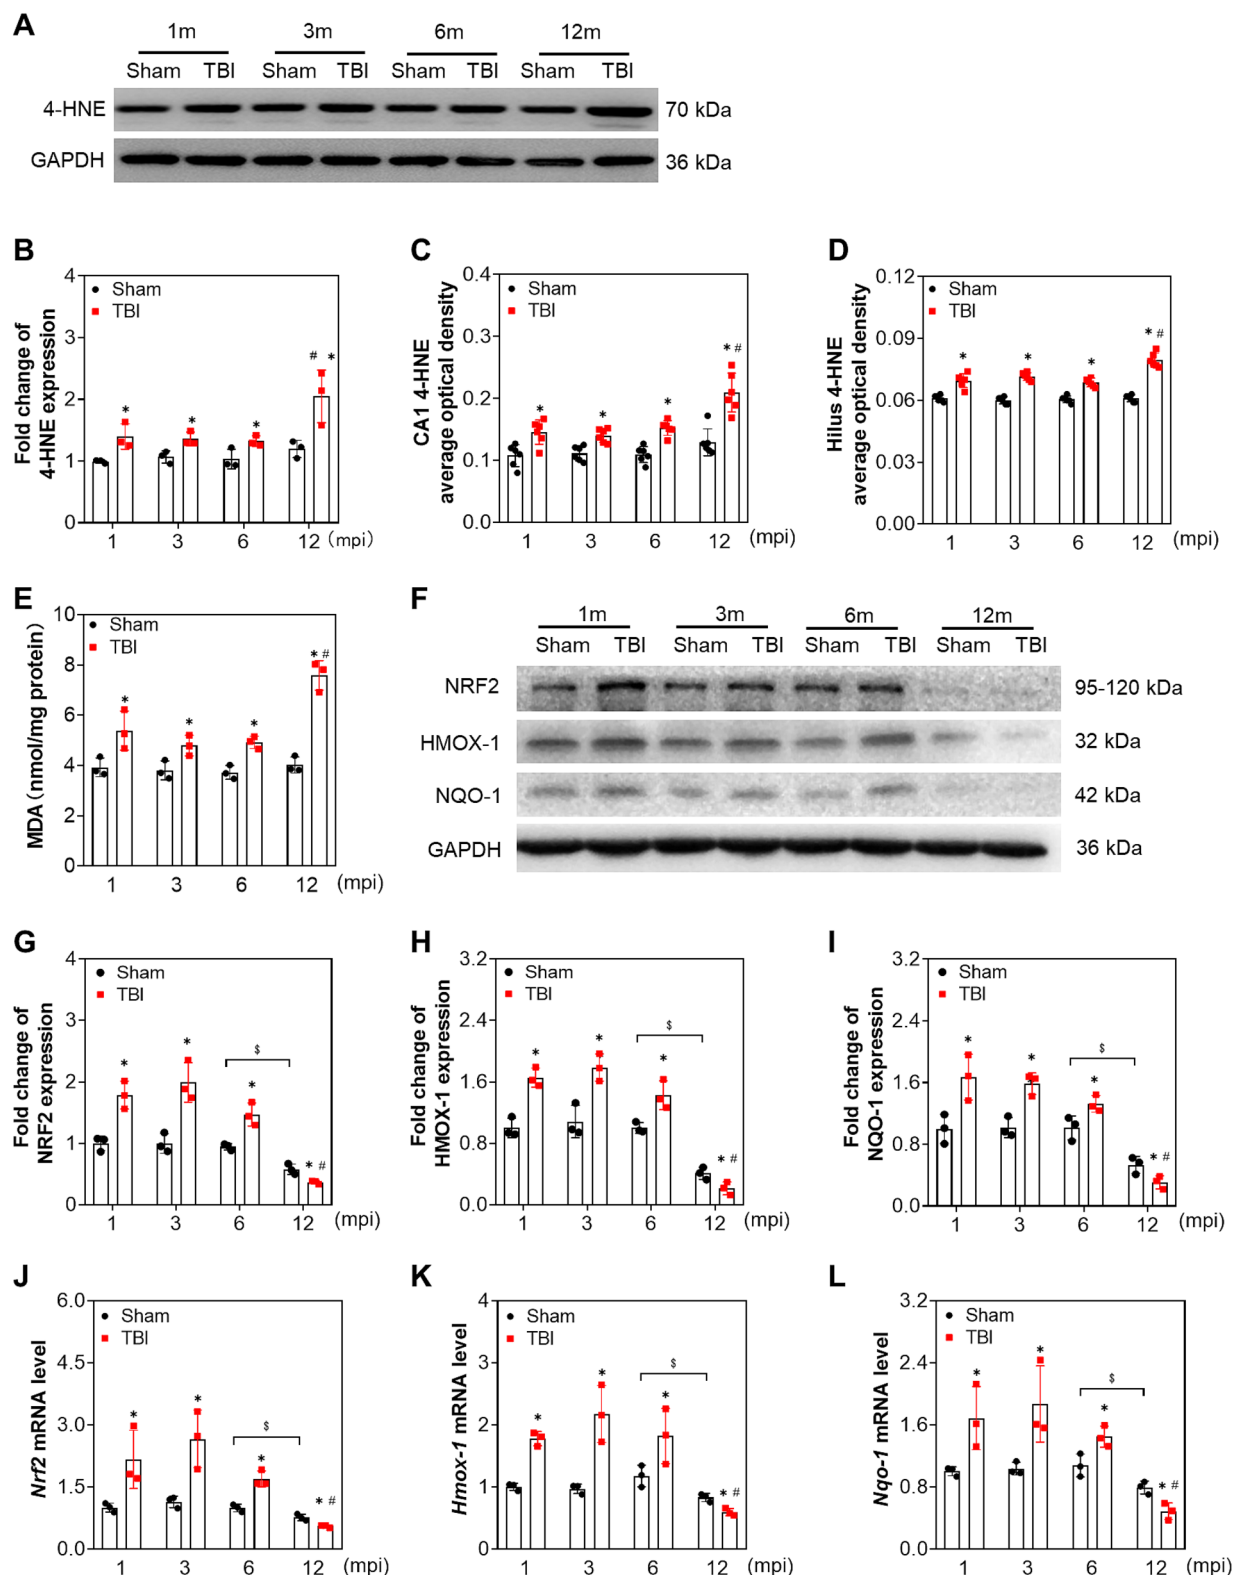 A
1m 3m 6m 12m
Sham TBI Sham TBI Sham TBI Sham TBI
4-HNE 70 kDa
GAPDH 36 kDa
B
Fold change of
4-HNE expression
4
3
2
1
0
Sham
TBI
* * * # *
1 3 6 12 (mpi)
C
CA1 4-HNE
average optical density
0.4
0.3
0.2
0.1
0.0
Sham
TBI
* * * * #
1 3 6 12 (mpi)
D
Hilus 4-HNE
average optical density
0.12
0.09
0.06
0.03
0.00
Sham
TBI
* * * * #
1 3 6 12 (mpi)
E
MDA (nmol/mg protein)
10
8
6
4
2
0
Sham
TBI
* * * * #
1 3 6 12 (mpi)
F
1m 3m 6m 12m
Sham TBI Sham TBI Sham TBI Sham TBI
NRF2 95-120 kDa
HMOX-1 32 kDa
NQO-1 42 kDa
GAPDH 36 kDa
G
Fold change of
NRF2 expression
4
3
2
1
0
Sham
TBI
* * * $ * #
1 3 6 12 (mpi)
H
Fold change of
HMOX-1 expression
3.2
2.4
1.6
0.8
0.0
Sham
TBI
* * * $ * #
1 3 6 12 (mpi)
I
Fold change of
NQO-1 expression
3.2
2.4
1.6
0.8
0.0
Sham
TBI
* * * $ * #
1 3 6 12 (mpi)
J
Nrf2 mRNA level
6.0
4.5
3.0
1.5
0.0
Sham
TBI
* * * $ * #
1 3 6 12 (mpi)
K
Hmox-1 mRNA level
4
3
2
1
0
Sham
TBI
* * * $ * #
1 3 6 12 (mpi)
L
Nqo-1 mRNA level
3.2
2.4
1.6
0.8
0.0
Sham
TBI
* * * $ * #
1 3 6 12 (mpi)